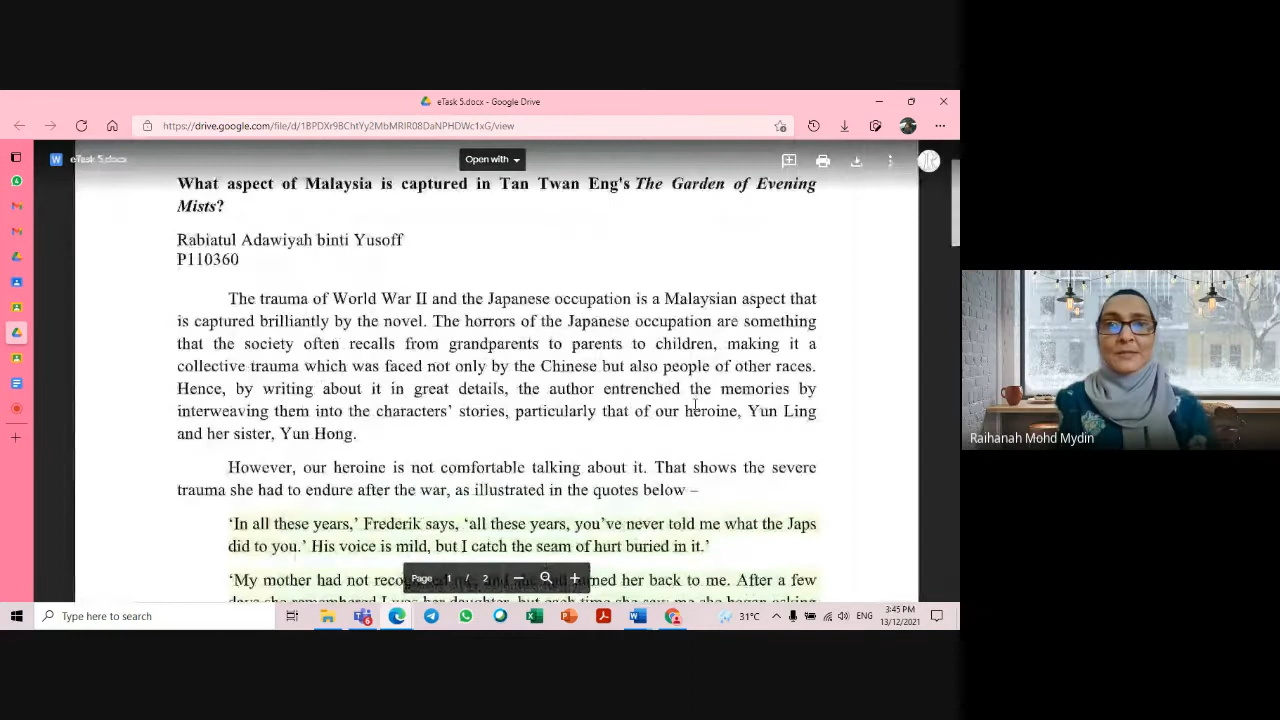 eTask 5.docx - Google Drive
https://drive.google.com/file/d/1BPDXr9BChtYy2MbMRlR08DaNPHDWc1xG/view
W eTask 5.docx
Open with
What aspect of Malaysia is captured in Tan Twan Eng's The Garden of Evening
Mists?
Rabiatul Adawiyah binti Yusoff
P110360
The trauma of World War II and the Japanese occupation is a Malaysian aspect that
is captured brilliantly by the novel. The horrors of the Japanese occupation are something
that the society often recalls from grandparents to parents to children, making it a
collective trauma which was faced not only by the Chinese but also people of other races.
Hence, by writing about it in great details, the author entrenched the memories by
interweaving them into the characters' stories, particularly that of our heroine, Yun Ling
and her sister, Yun Hong.
However, our heroine is not comfortable talking about it. That shows the severe
trauma she had to endure after the war, as illustrated in the quotes below –
‘In all these years,’ Frederik says, ‘all these years, you’ve never told me what the Japs
did to you.’ His voice is mild, but I catch the seam of hurt buried in it.’
‘My mother had not her back to me. After a few
Page 1 / 2
Raihanah Mohd Mydin
Type here to search
31°C
ENG
3:45 PM
13/12/2021